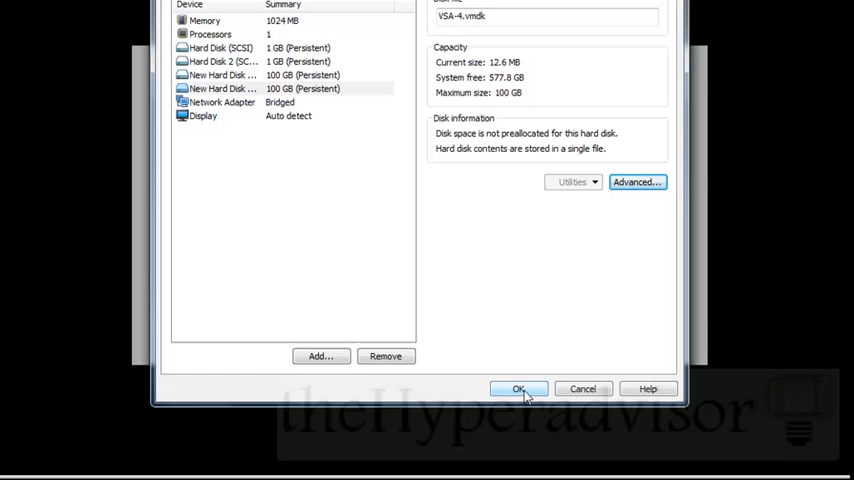 Device Summary
Memory 1024 MB
Processors 1
Hard Disk (SCSI) 1 GB (Persistent)
Hard Disk 2 (SC... 1 GB (Persistent)
New Hard Disk ... 100 GB (Persistent)
New Hard Disk ... 100 GB (Persistent)
Network Adapter Bridged
Display Auto detect
VSA-4.vmdk
Capacity
Current size: 12.6 MB
System free: 577.8 GB
Maximum size: 100 GB
Disk information
Disk space is not preallocated for this hard disk.
Hard disk contents are stored in a single file.
Utilities Advanced...
Add... Remove
OK Cancel Help
theHyperadvisor